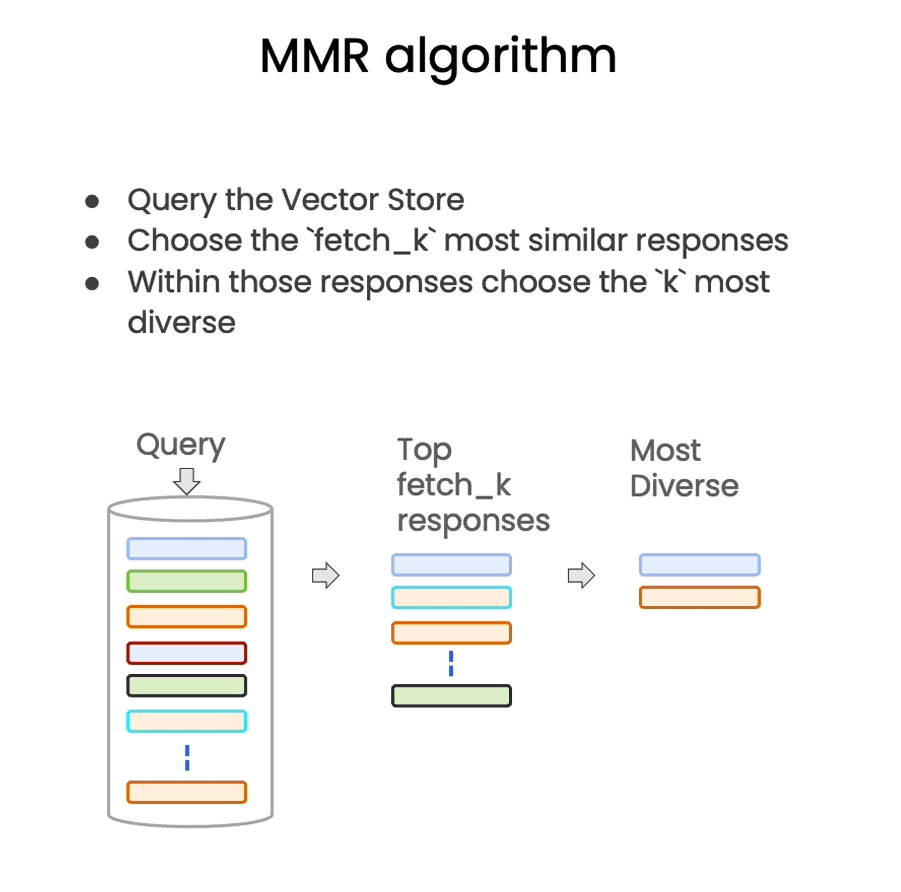 MMR algorithm
● Query the Vector Store
● Choose the `fetch_k` most similar responses
● Within those responses choose the `k` most
diverse
Query
Top
fetch_k
responses
Most
Diverse